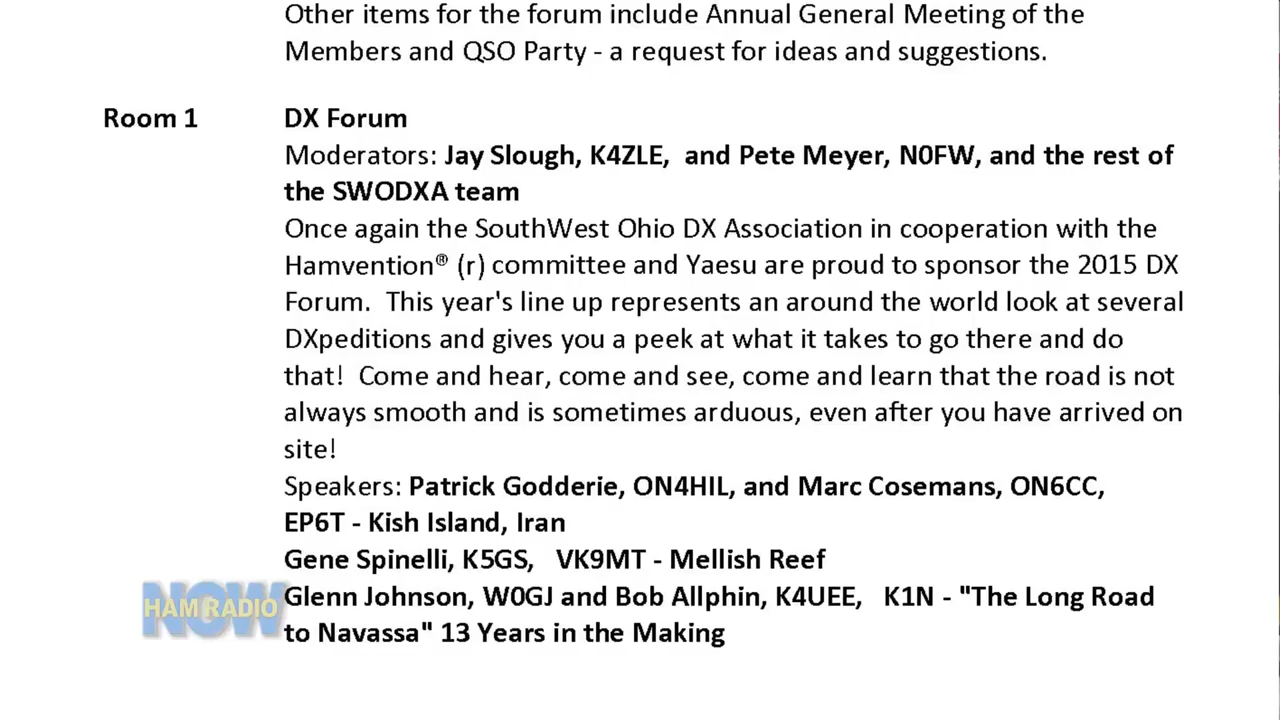 Other items for the forum include Annual General Meeting of the
Members and QSO Party - a request for ideas and suggestions.
Room 1 DX Forum
Moderators: Jay Slough, K4ZLE, and Pete Meyer, N0FW, and the rest of
the SWODXA team
Once again the SouthWest Ohio DX Association in cooperation with the
Hamvention® (r) committee and Yaesu are proud to sponsor the 2015 DX
Forum. This year's line up represents an around the world look at several
DXpeditions and gives you a peek at what it takes to go there and do
that! Come and hear, come and see, come and learn that the road is not
always smooth and is sometimes arduous, even after you have arrived on
site!
Speakers: Patrick Godderie, ON4HIL, and Marc Cosemans, ON6CC,
EP6T - Kish Island, Iran
Gene Spinelli, K5GS, VK9MT - Mellish Reef
Glenn Johnson, W0GJ and Bob Allphin, K4UEE, K1N - "The Long Road
to Navassa" 13 Years in the Making
HAM RADIO
NOW